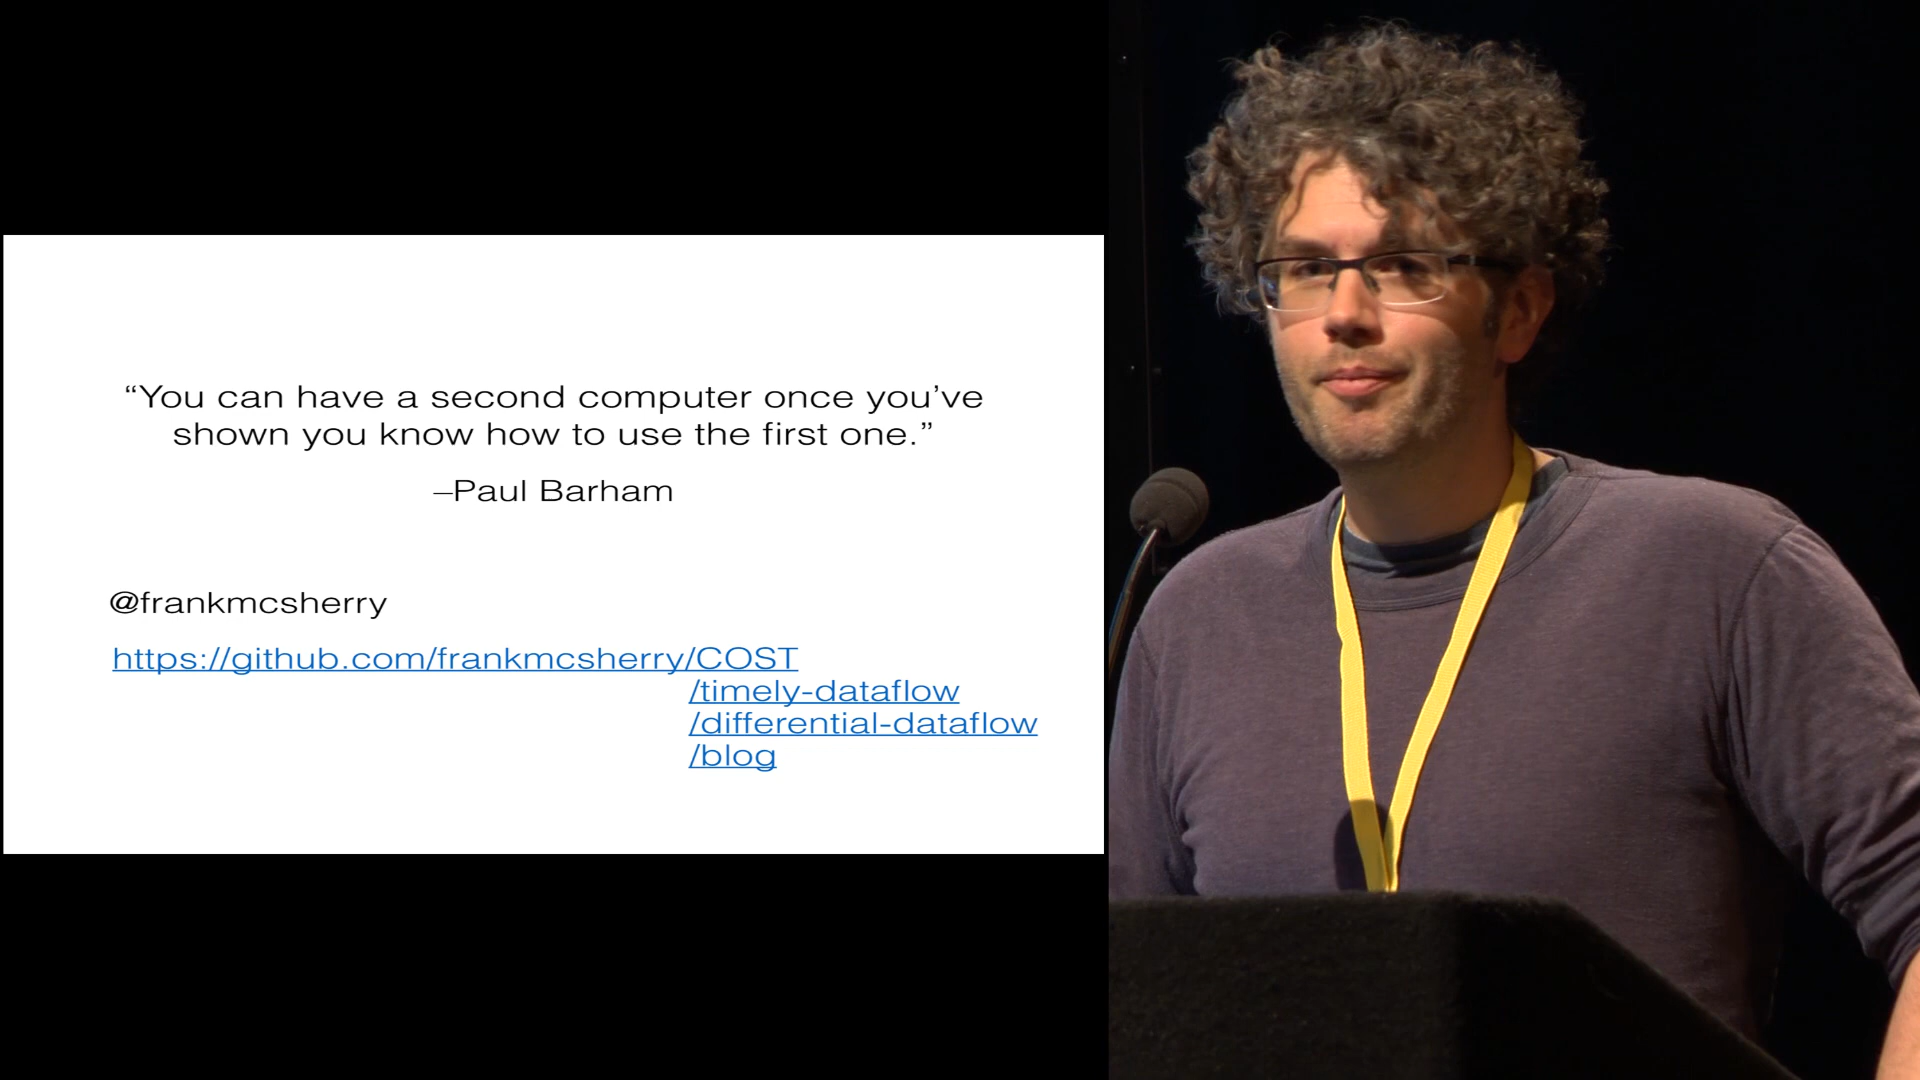 “You can have a second computer once you’ve
shown you know how to use the first one.”
–Paul Barham
@frankmcsherry
https://github.com/frankmcsherry/COST
/timely-dataflow
/differential-dataflow
/blog